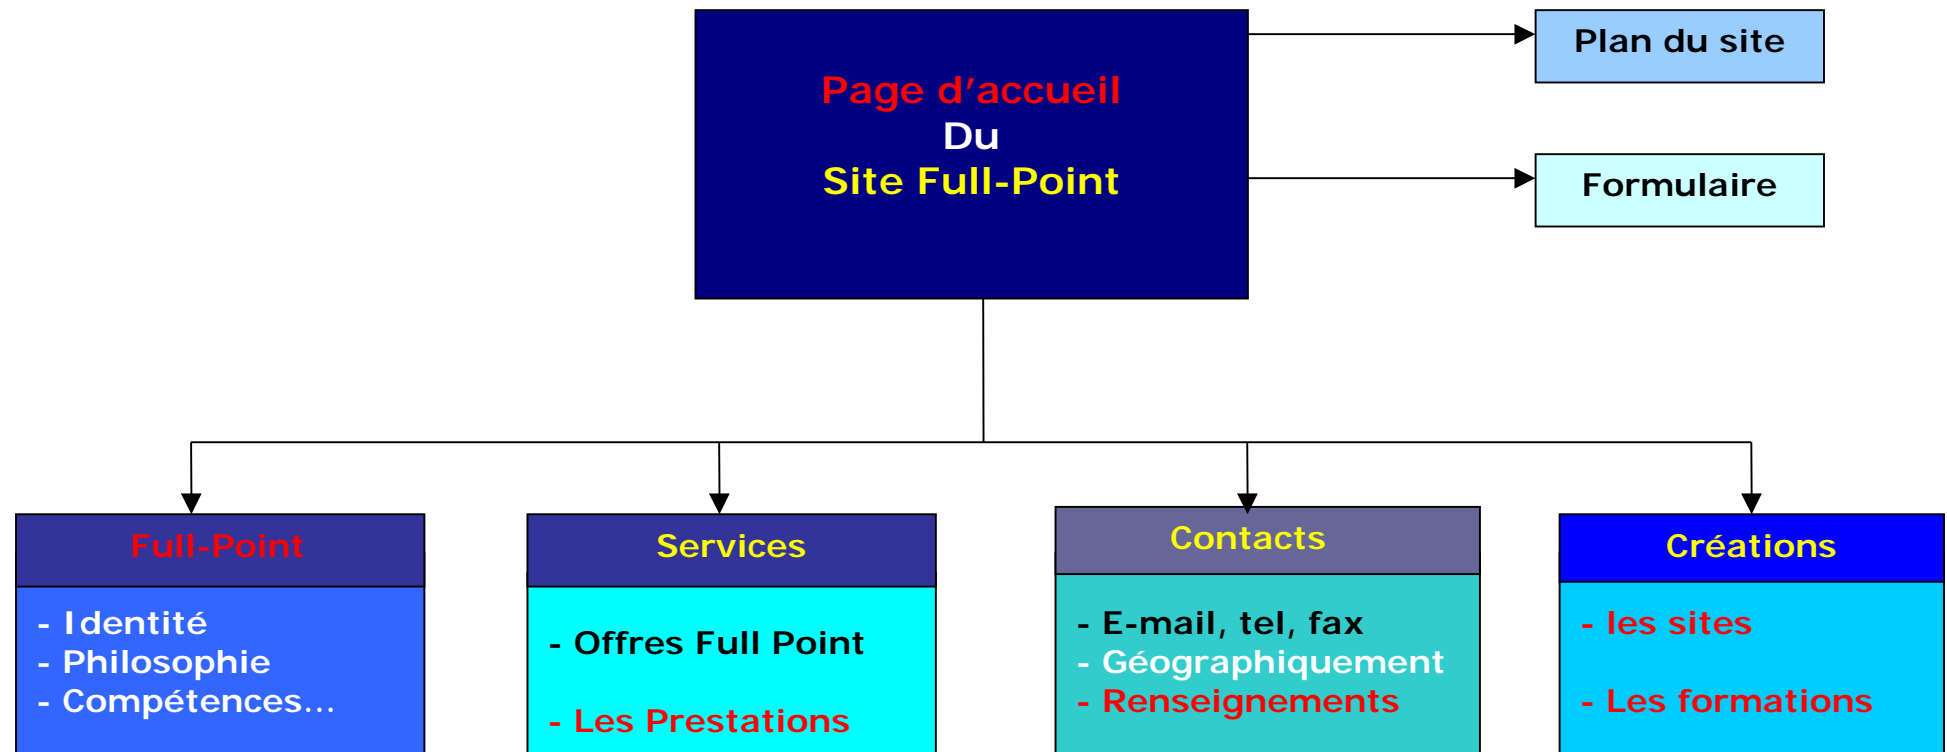 Page d’accueil
Du
Site Full-Point
Plan du site
Formulaire
Full-Point
- Identité
- Philosophie
- Compétences…
Services
- Offres Full Point
- Les Prestations
Contacts
- E-mail, tel, fax
- Géographiquement
- Renseignements
Créations
- les sites
- Les formations